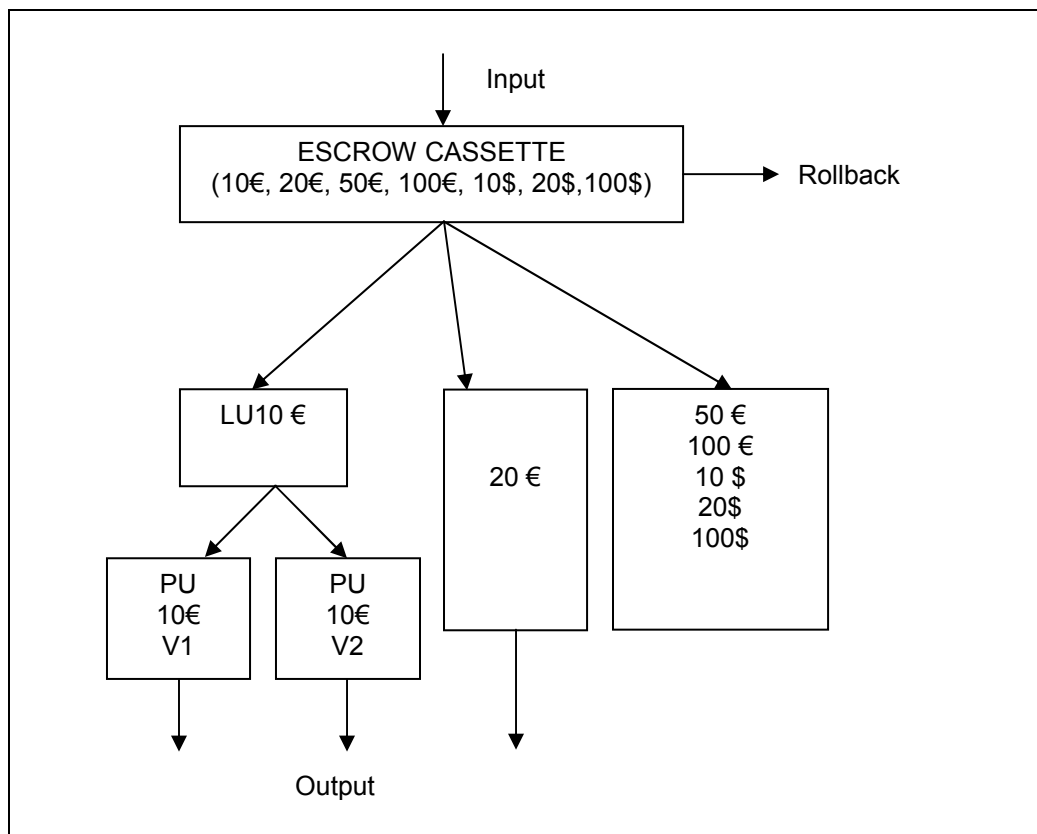 Input
ESCROW CASSETTE
(10€, 20€, 50€, 100€, 10$, 20$,100$)
Rollback
LU10 €
20 €
50 €
100 €
10 $
20$
100$
PU
10€
V1
PU
10€
V2
Output